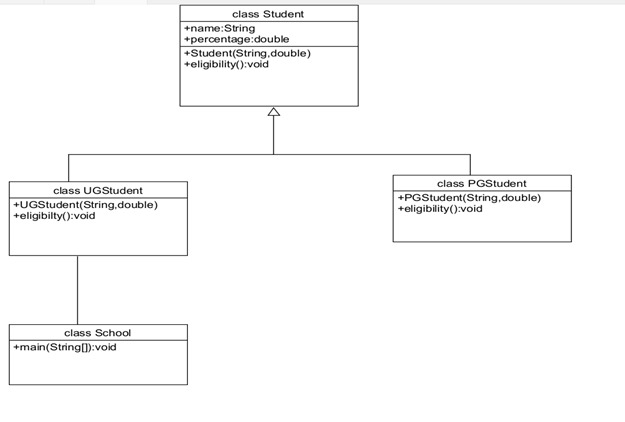 class Student
+name:String
+percentage:double
+Student(String,double)
+eligibility():void
class UGStudent
+UGStudent(String,double)
+eligibilty():void
class PGStudent
+PGStudent(String,double)
+eligibility():void
class School
+main(String[]):void